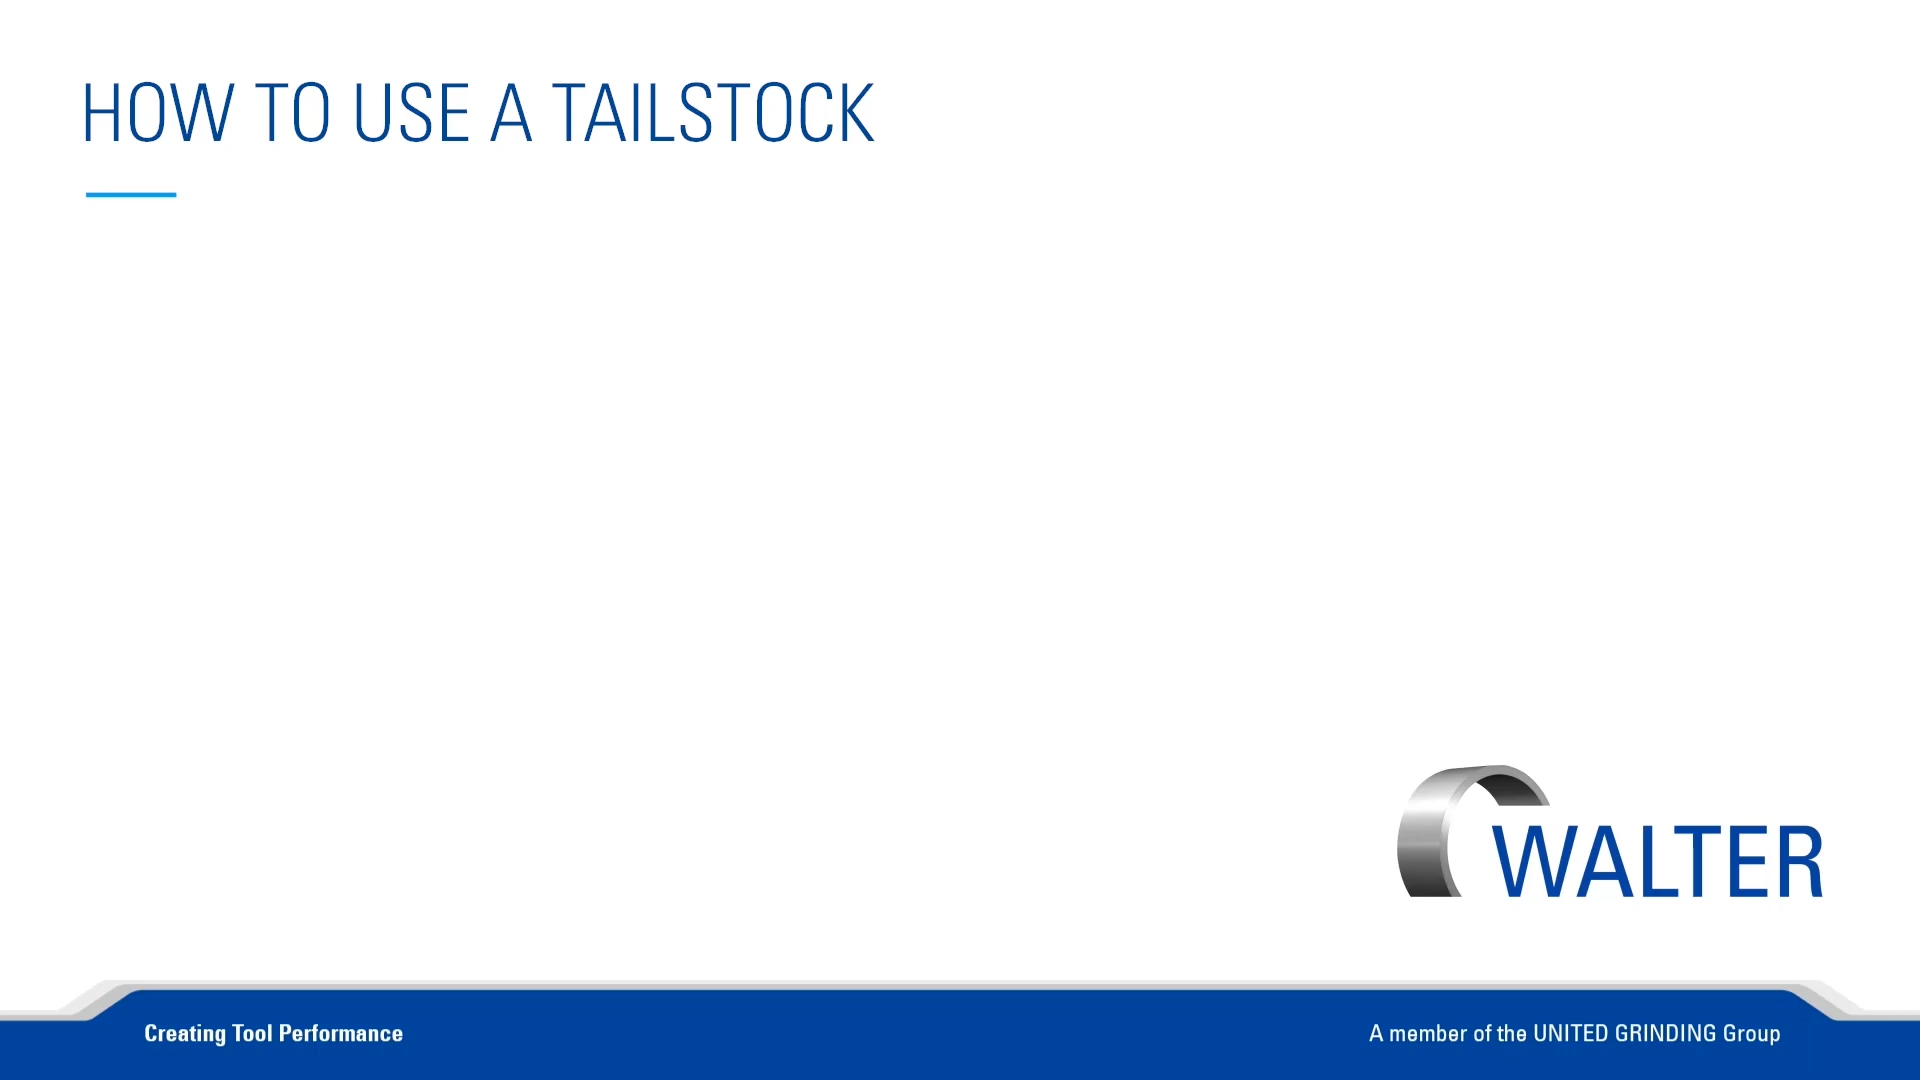 HOW TO USE A TAILSTOCK
WALTER
Creating Tool Performance
A member of the UNITED GRINDING Group